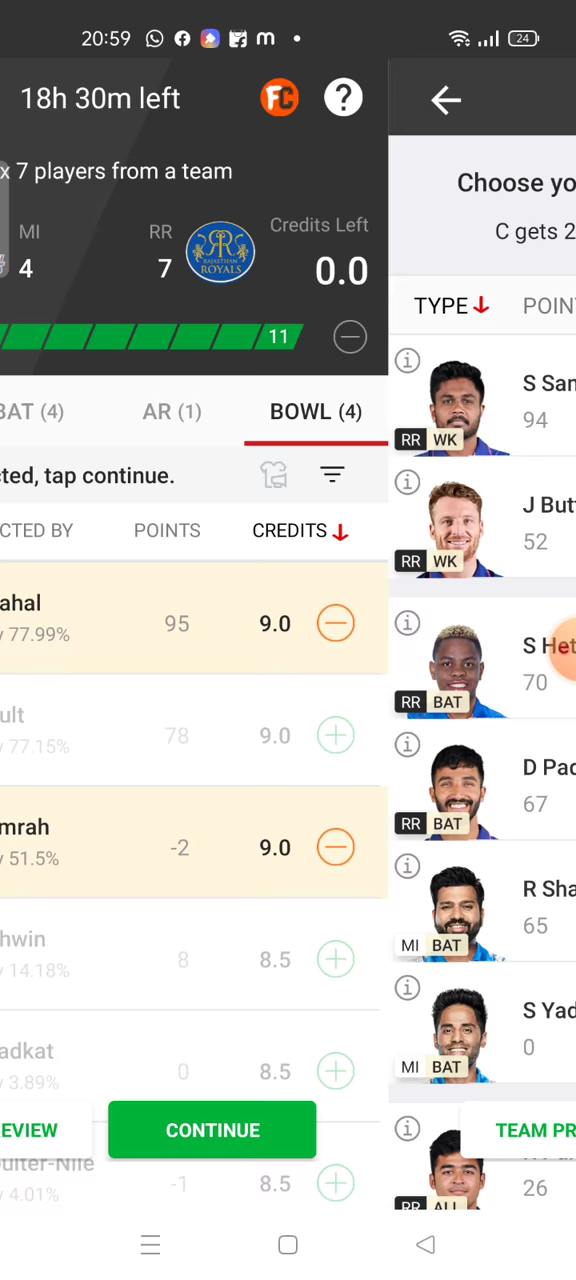 20:59
m
24
18h 30m left
FC
?
x 7 players from a team
MI
4
RR
7
RAJASTHAN
ROYALS
Credits Left
0.0
11
BAT (4)
AR (1)
BOWL (4)
cted, tap continue.
CTED BY
POINTS
CREDITS
ahal
y 77.99%
95
9.0
ult
y 77.15%
78
9.0
mrah
y 51.5%
-2
9.0
hwin
y 14.18%
8
8.5
adkat
y 3.89%
0
8.5
EVIEW
CONTINUE
oulter-Nile
y 4.01%
-1
8.5
Choose yo
C gets 2
TYPE
POIN
S San
94
RR WK
J Butt
52
RR WK
S Het
70
RR BAT
D Pad
67
RR BAT
R Sha
65
MI BAT
S Yad
0
MI BAT
TEAM PR
26
RR ALL